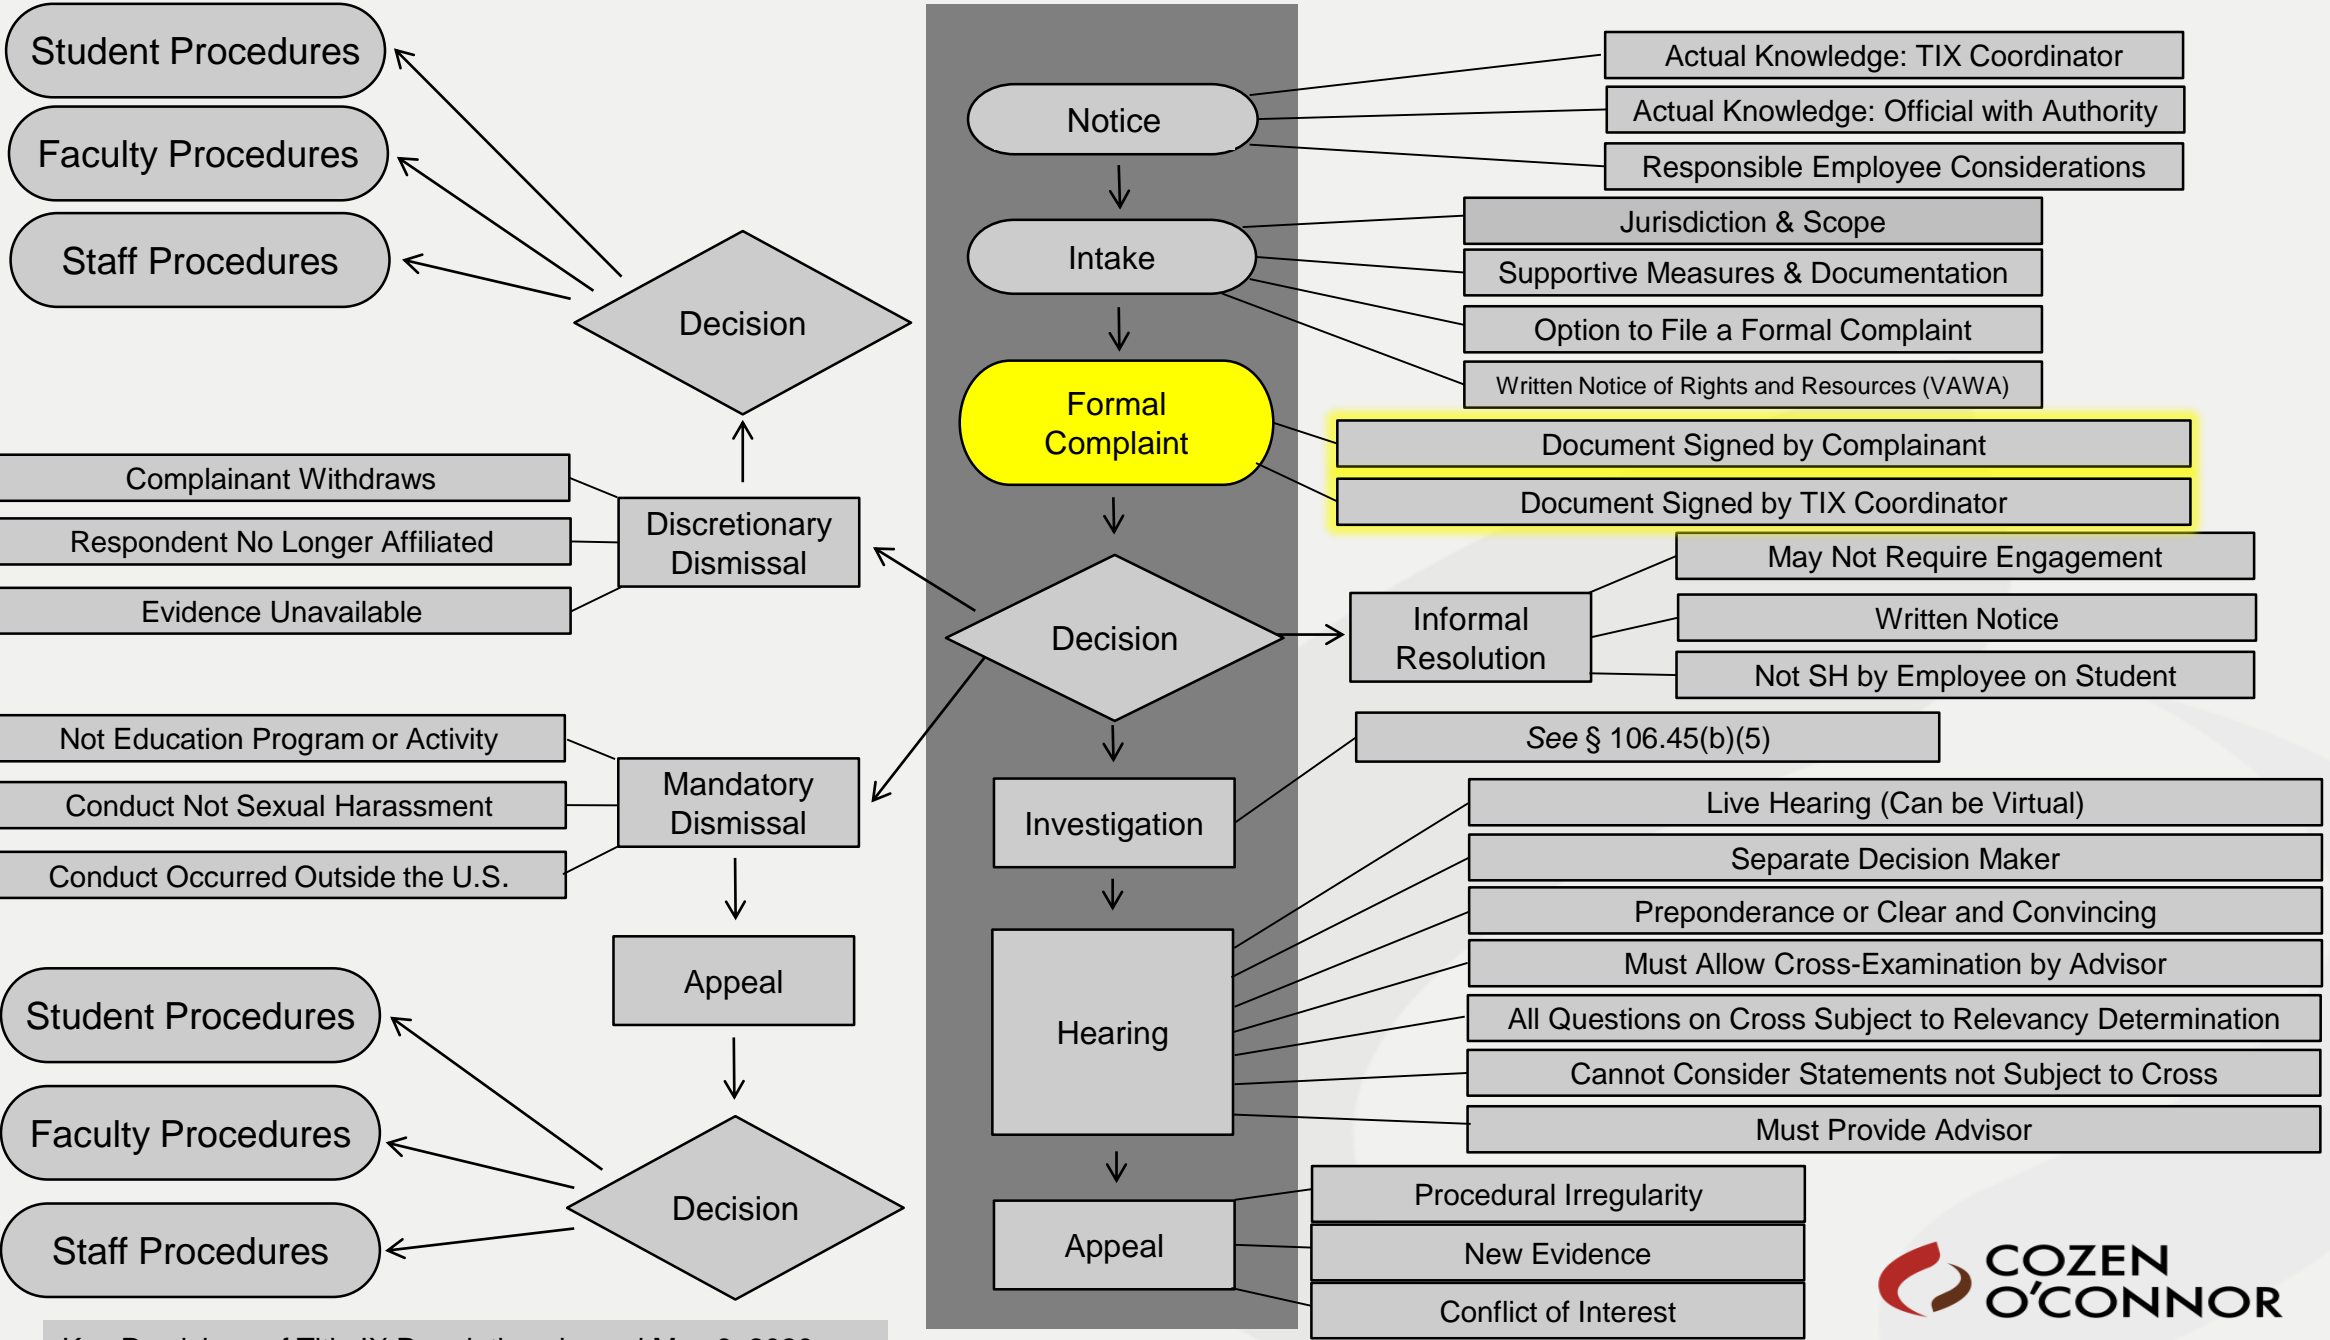 Student Procedures
Faculty Procedures
Staff Procedures
Decision
Complainant Withdraws
Respondent No Longer Affiliated
Evidence Unavailable
Discretionary
Dismissal
Not Education Program or Activity
Conduct Not Sexual Harassment
Conduct Occurred Outside the U.S.
Mandatory
Dismissal
Appeal
Student Procedures
Faculty Procedures
Staff Procedures
Decision
Notice
Actual Knowledge: TIX Coordinator
Actual Knowledge: Official with Authority
Responsible Employee Considerations
Intake
Jurisdiction & Scope
Supportive Measures & Documentation
Option to File a Formal Complaint
Written Notice of Rights and Resources (VAWA)
Formal
Complaint
Document Signed by Complainant
Document Signed by TIX Coordinator
Decision
Informal
Resolution
May Not Require Engagement
Written Notice
Not SH by Employee on Student
Investigation
See § 106.45(b)(5)
Hearing
Live Hearing (Can be Virtual)
Separate Decision Maker
Preponderance or Clear and Convincing
Must Allow Cross-Examination by Advisor
All Questions on Cross Subject to Relevancy Determination
Cannot Consider Statements not Subject to Cross
Must Provide Advisor
Appeal
Procedural Irregularity
New Evidence
Conflict of Interest
COZEN
O'CONNOR